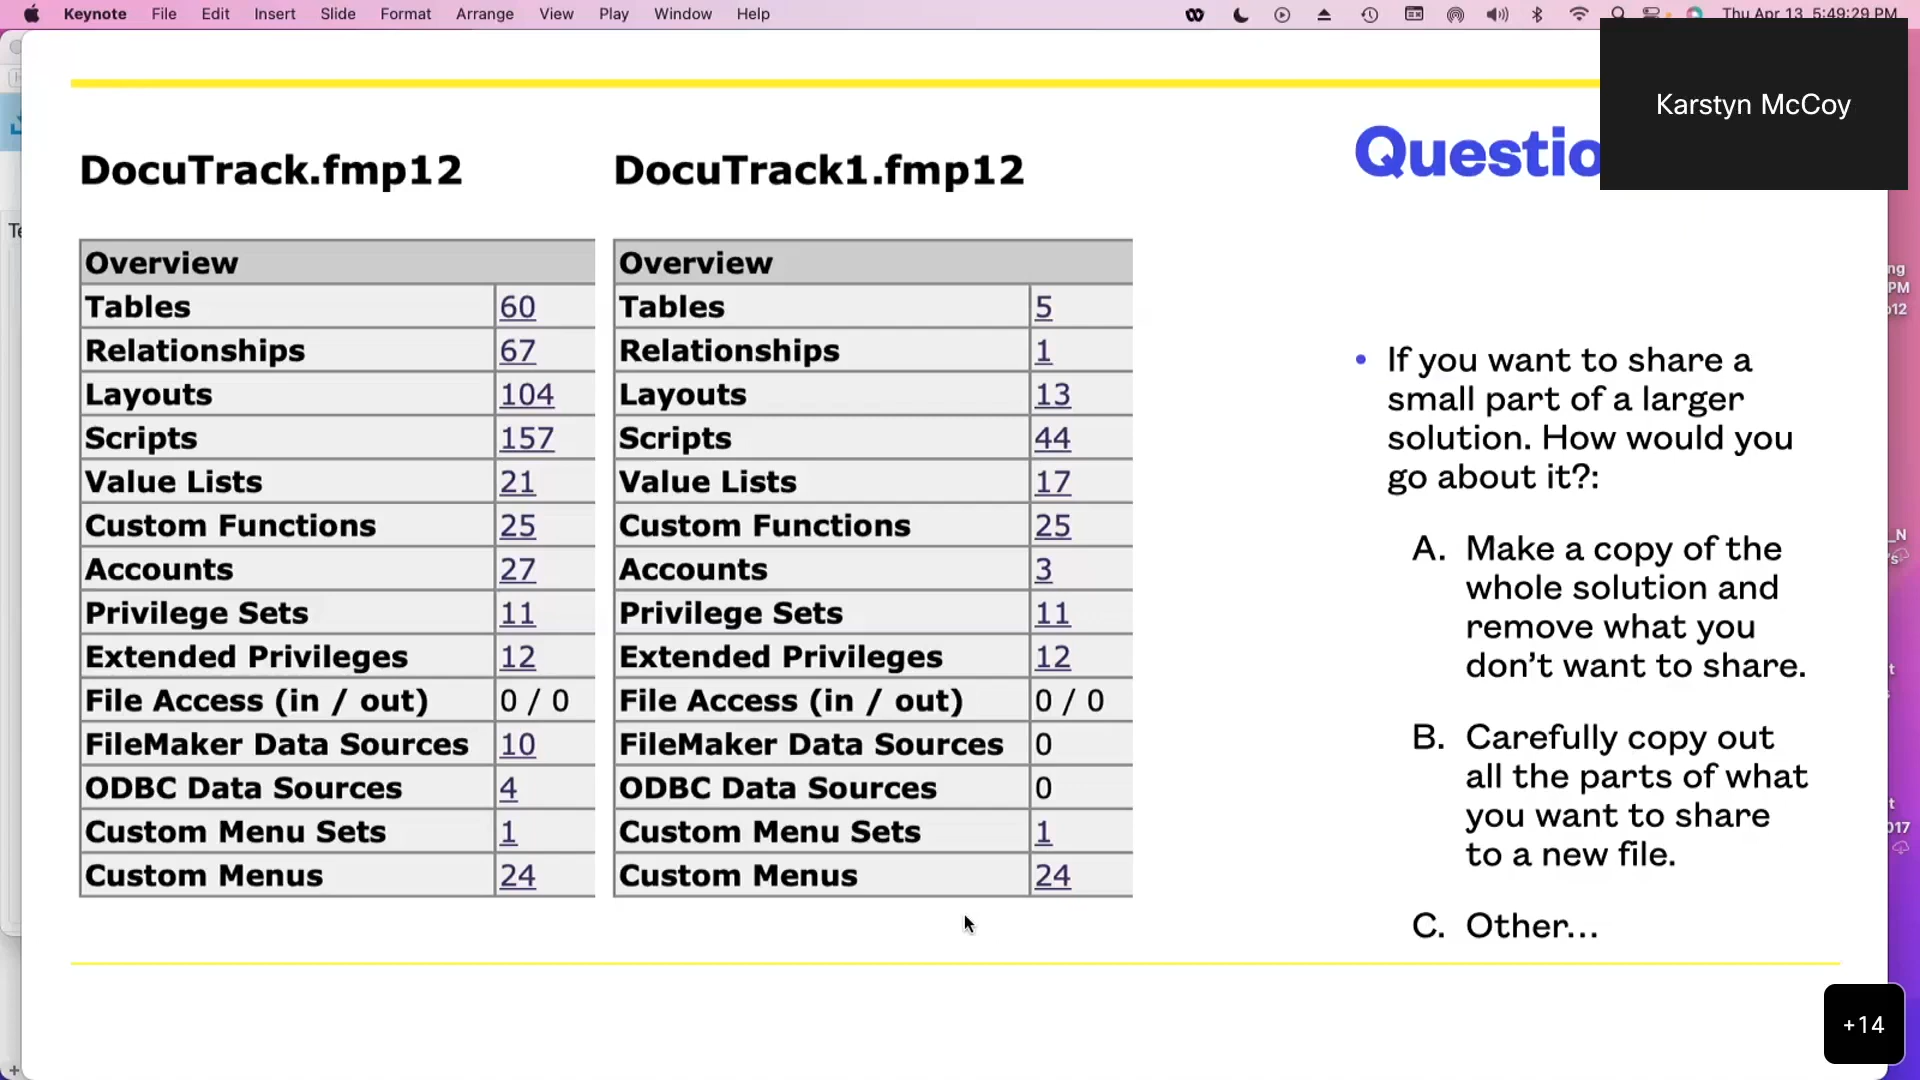 Keynote File Edit Insert Slide Format Arrange View Play Window Help
Thu Apr 13 5:49:29 PM
Karstyn McCoy
DocuTrack.fmp12
Overview
Tables 60
Relationships 67
Layouts 104
Scripts 157
Value Lists 21
Custom Functions 25
Accounts 27
Privilege Sets 11
Extended Privileges 12
File Access (in / out) 0 / 0
FileMaker Data Sources 10
ODBC Data Sources 4
Custom Menu Sets 1
Custom Menus 24
DocuTrack1.fmp12
Overview
Tables 5
Relationships 1
Layouts 13
Scripts 44
Value Lists 17
Custom Functions 25
Accounts 3
Privilege Sets 11
Extended Privileges 12
File Access (in / out) 0 / 0
FileMaker Data Sources 0
ODBC Data Sources 0
Custom Menu Sets 1
Custom Menus 24
Questio
• If you want to share a
small part of a larger
solution. How would you
go about it?:
A. Make a copy of the
whole solution and
remove what you
don’t want to share.
B. Carefully copy out
all the parts of what
you want to share
to a new file.
C. Other...
+14